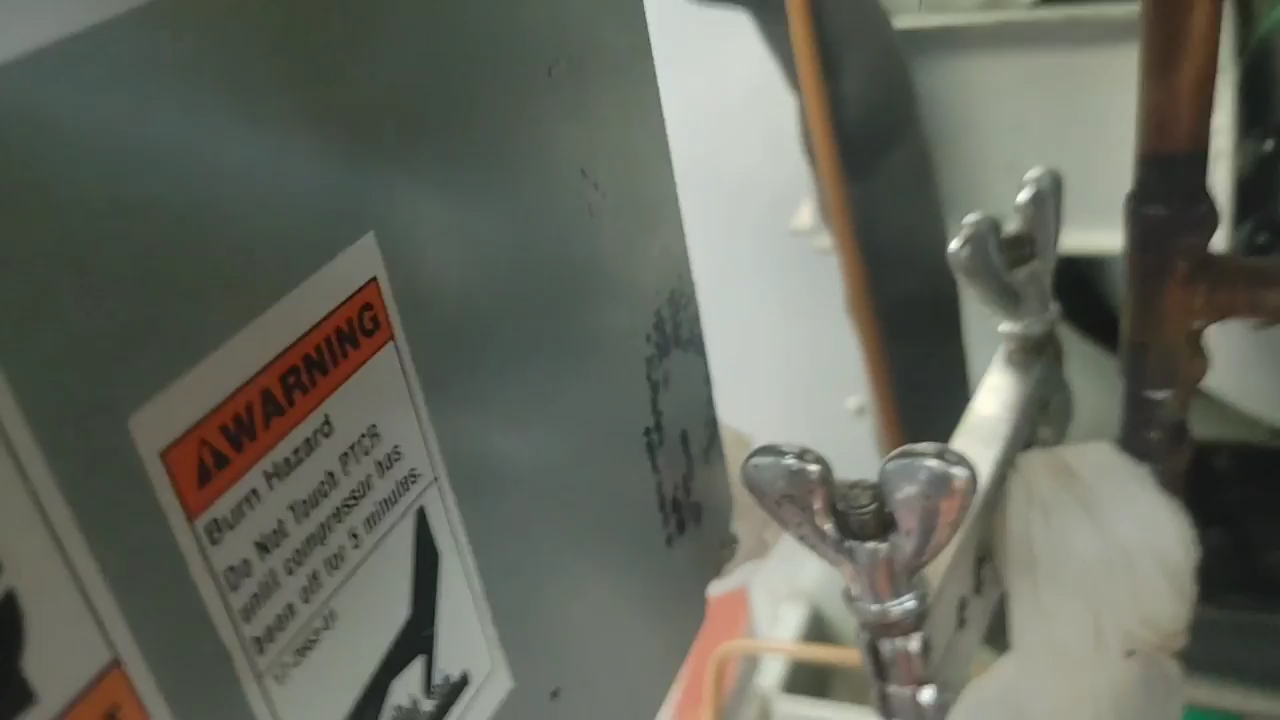 WARNING
Burn Hazard
Do Not Touch PTCR
until compressor has
been off for 5 minutes.